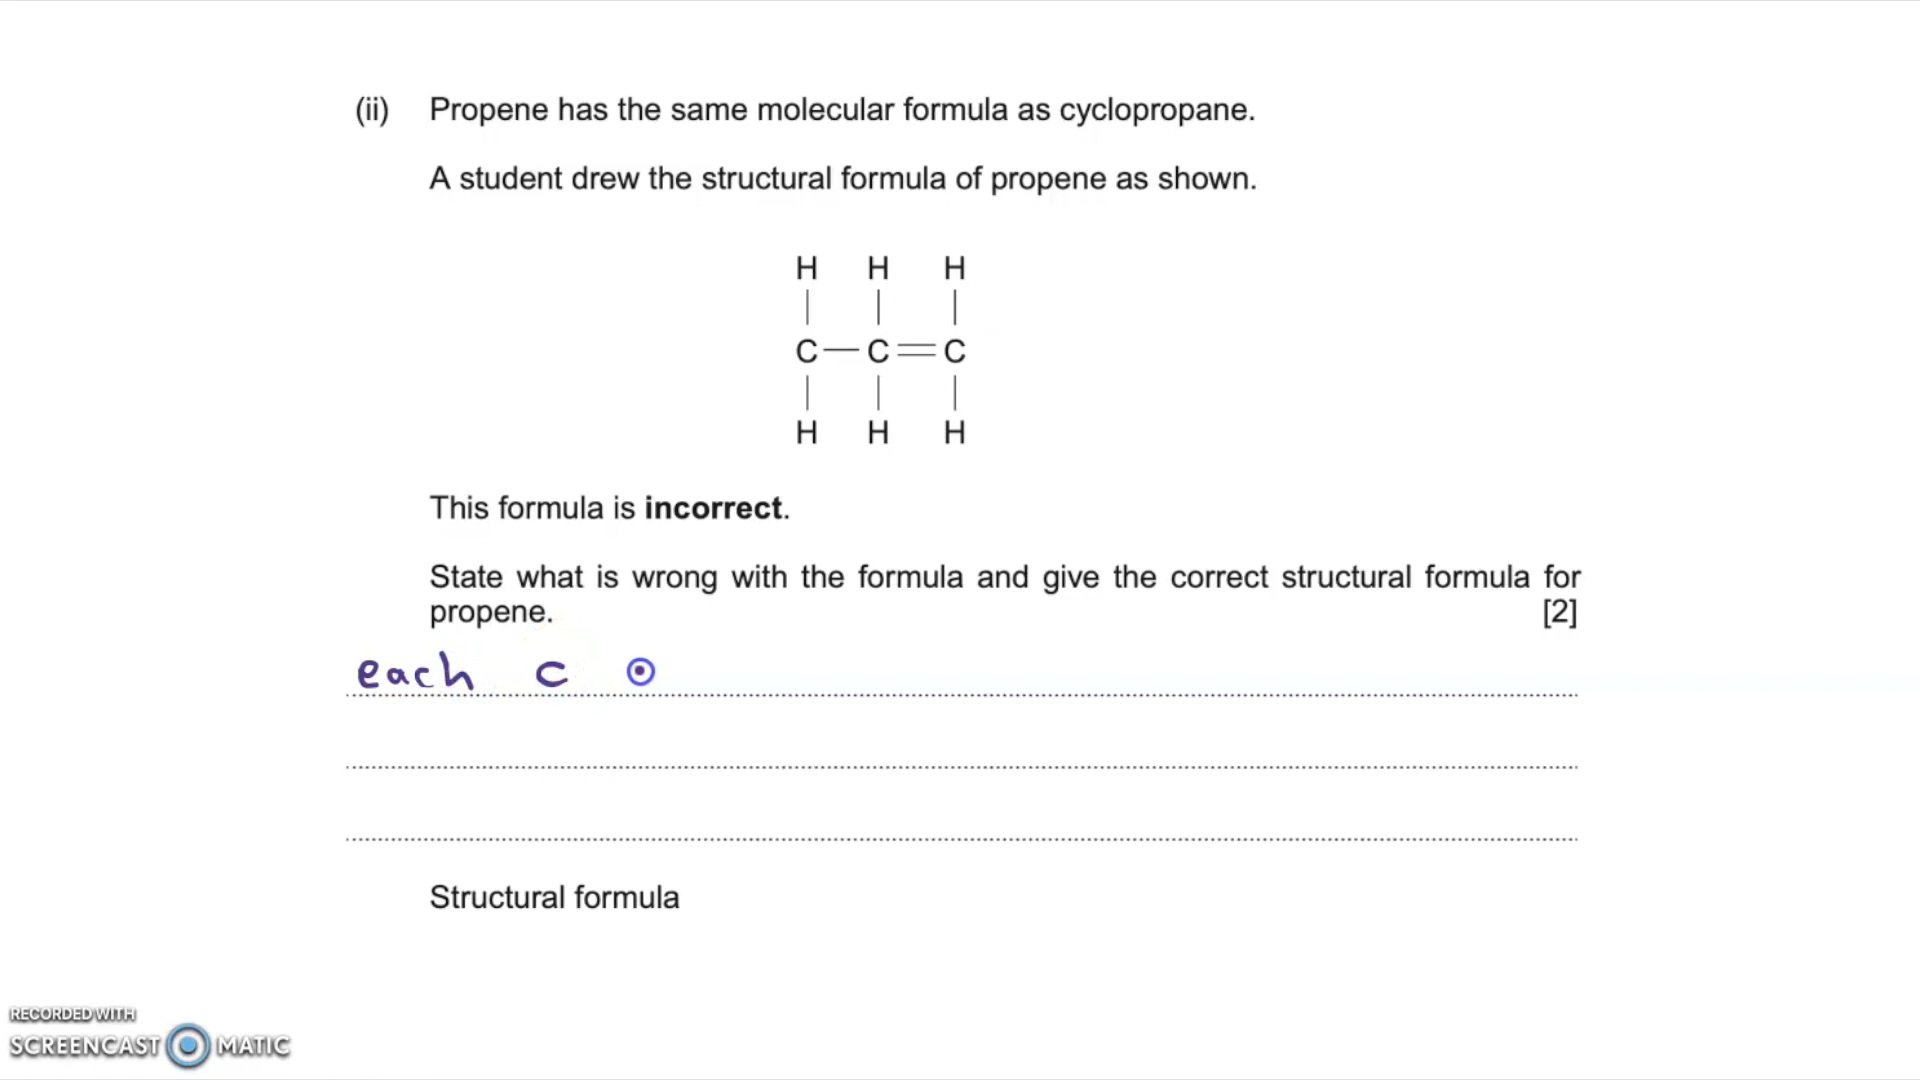 (ii) Propene has the same molecular formula as cyclopropane.
A student drew the structural formula of propene as shown.
H H H
C C C
H H H
This formula is incorrect.
State what is wrong with the formula and give the correct structural formula for
propene. [2]
each C
Structural formula
RECORDED WITH
SCREENCAST MATIC